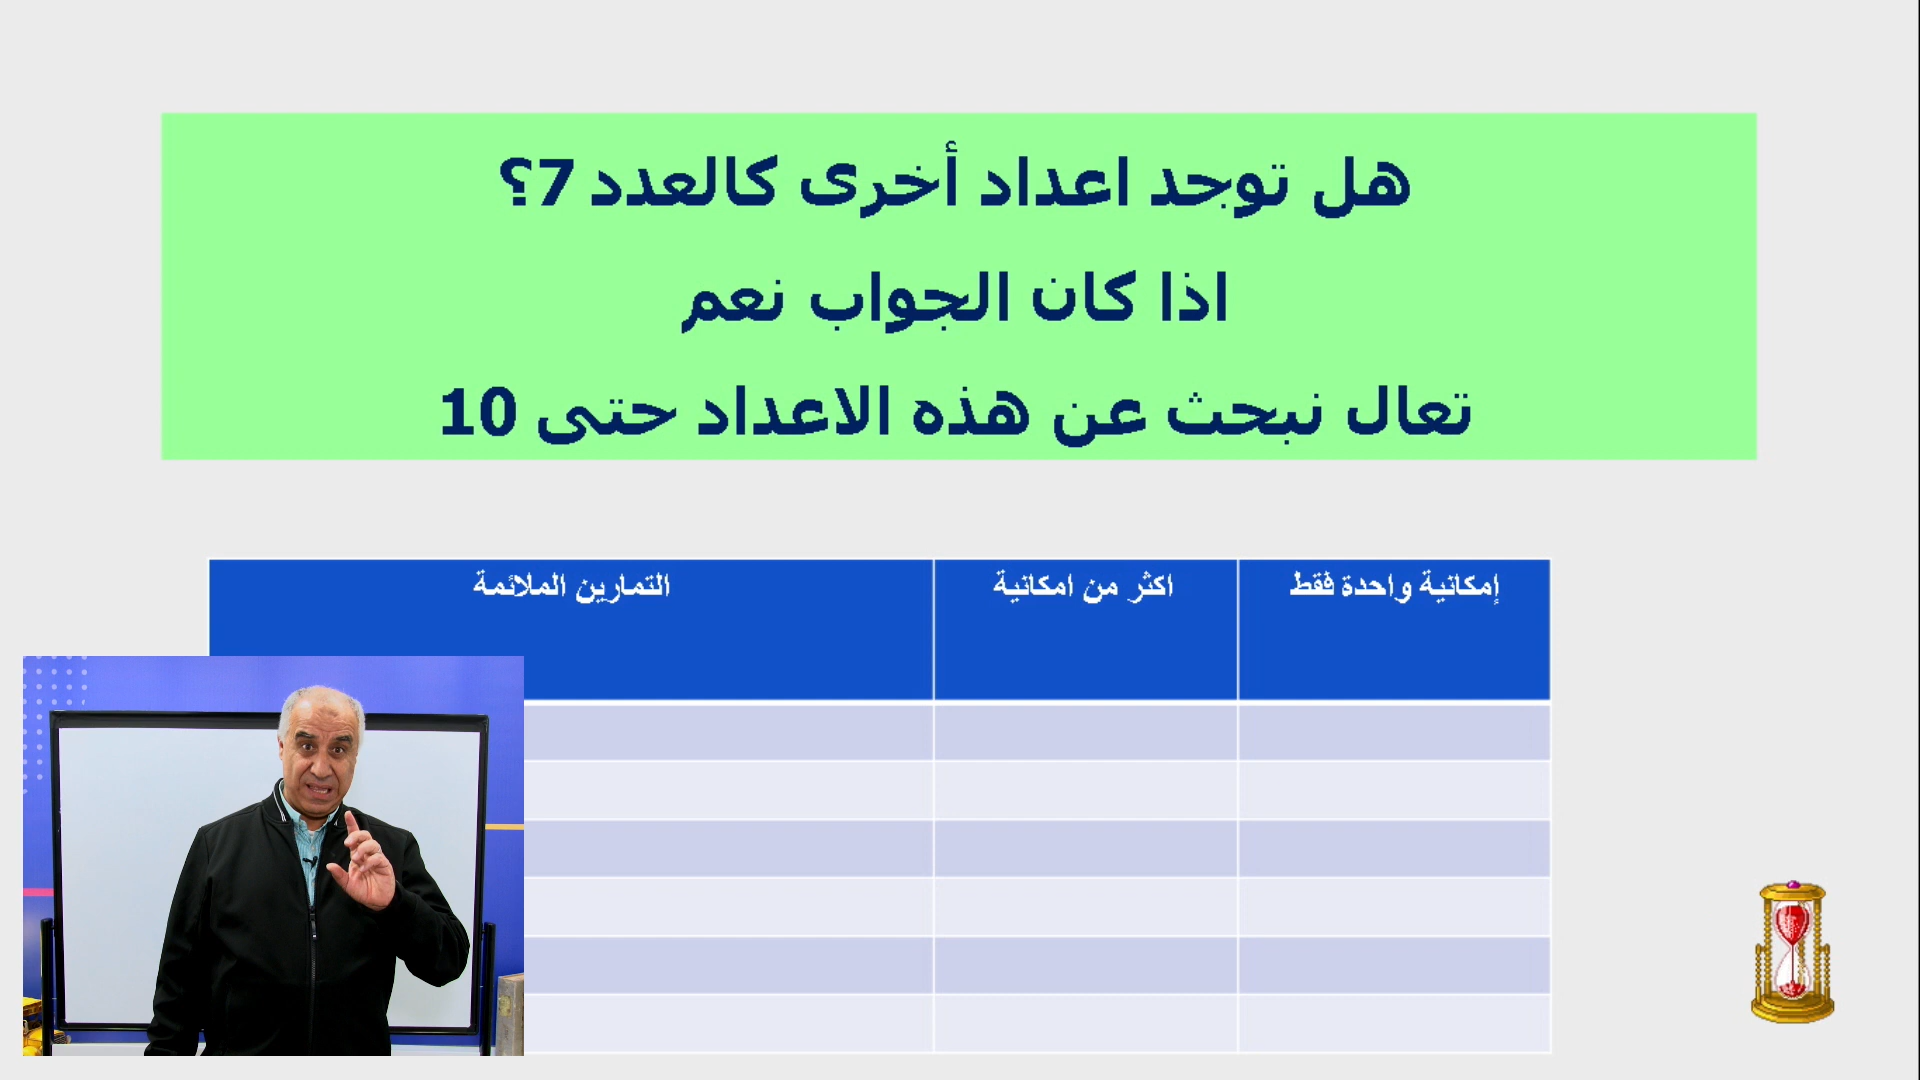 هل توجد اعداد أخرى كالعدد 7؟
اذا كان الجواب نعم
تعال نبحث عن هذه الاعداد حتى 10
إمكانية واحدة فقط
اكثر من امكانية
التمارين الملائمة